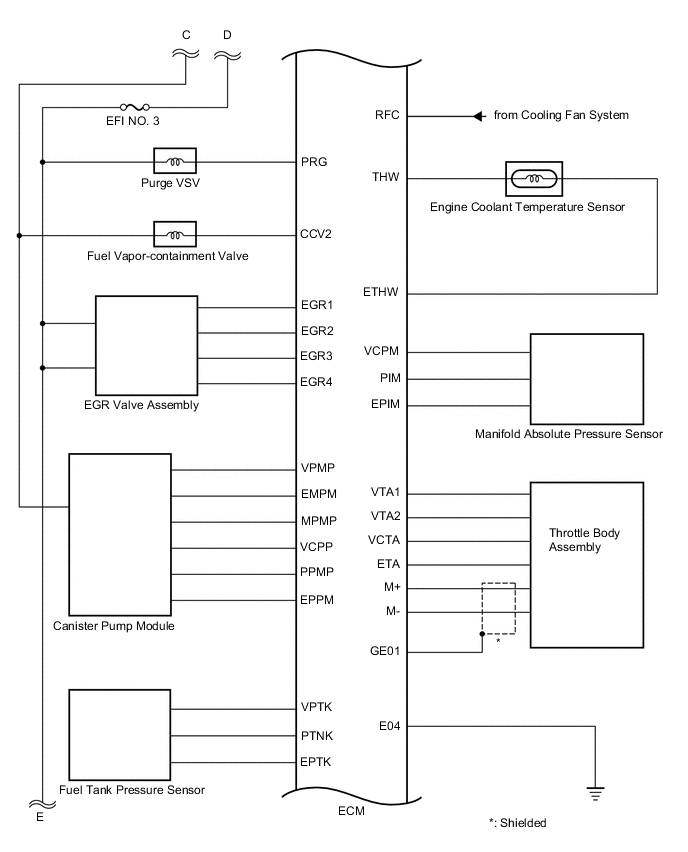 C
D
EFI NO. 3
RFC
from Cooling Fan System
PRG
Purge VSV
THW
Engine Coolant Temperature Sensor
CCV2
Fuel Vapor-containment Valve
ETHW
EGR1
EGR2
EGR3
EGR4
EGR Valve Assembly
VCPM
PIM
EPIM
Manifold Absolute Pressure Sensor
VPMP
EMPM
MPMP
VCPP
PPMP
EPPM
Canister Pump Module
VTA1
VTA2
VCTA
ETA
M+
M-
GE01
Throttle Body
Assembly
*
VPTK
PTNK
EPTK
Fuel Tank Pressure Sensor
E04
E
ECM
*: Shielded